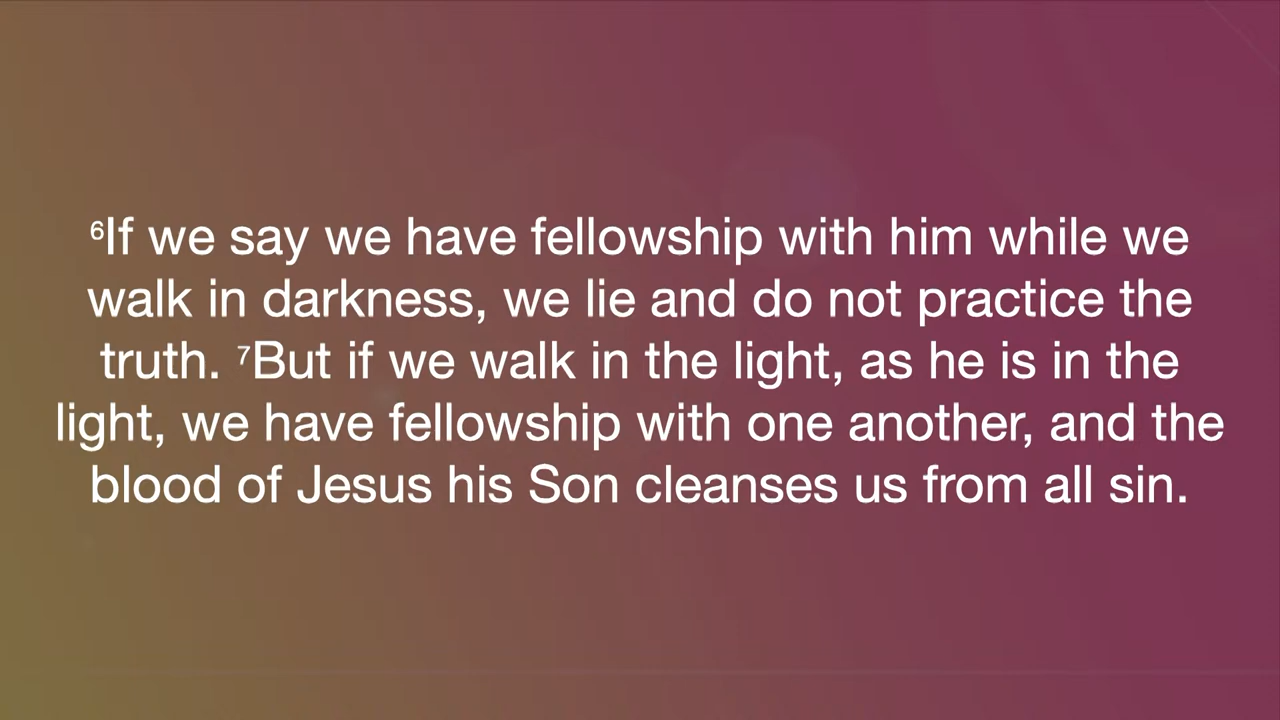 ⁶If we say we have fellowship with him while we
walk in darkness, we lie and do not practice the
truth. ⁷But if we walk in the light, as he is in the
light, we have fellowship with one another, and the
blood of Jesus his Son cleanses us from all sin.